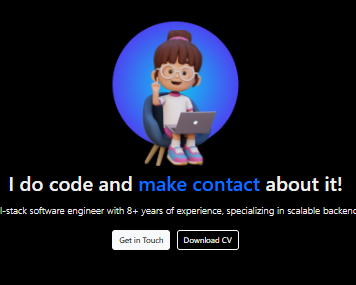 I do code and make contact about it!
l-stack software engineer with 8+ years of experience, specializing in scalable backend
Get in Touch
Download CV